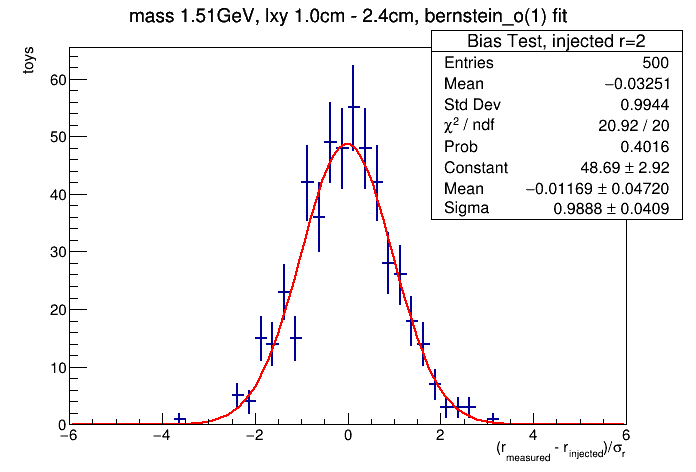 mass 1.51GeV, lxy 1.0cm - 2.4cm, bernstein_o(1) fit
toys
Bias Test, injected r=2
Entries 500
Mean −0.03251
Std Dev 0.9944
χ² / ndf 20.92 / 20
Prob 0.4016
Constant 48.69 ± 2.92
Mean −0.01169 ± 0.04720
Sigma 0.9888 ± 0.0409
60
50
40
30
20
10
0
−6 −4 −2 0 2 4 6
(r_measured - r_injected)/σ_r